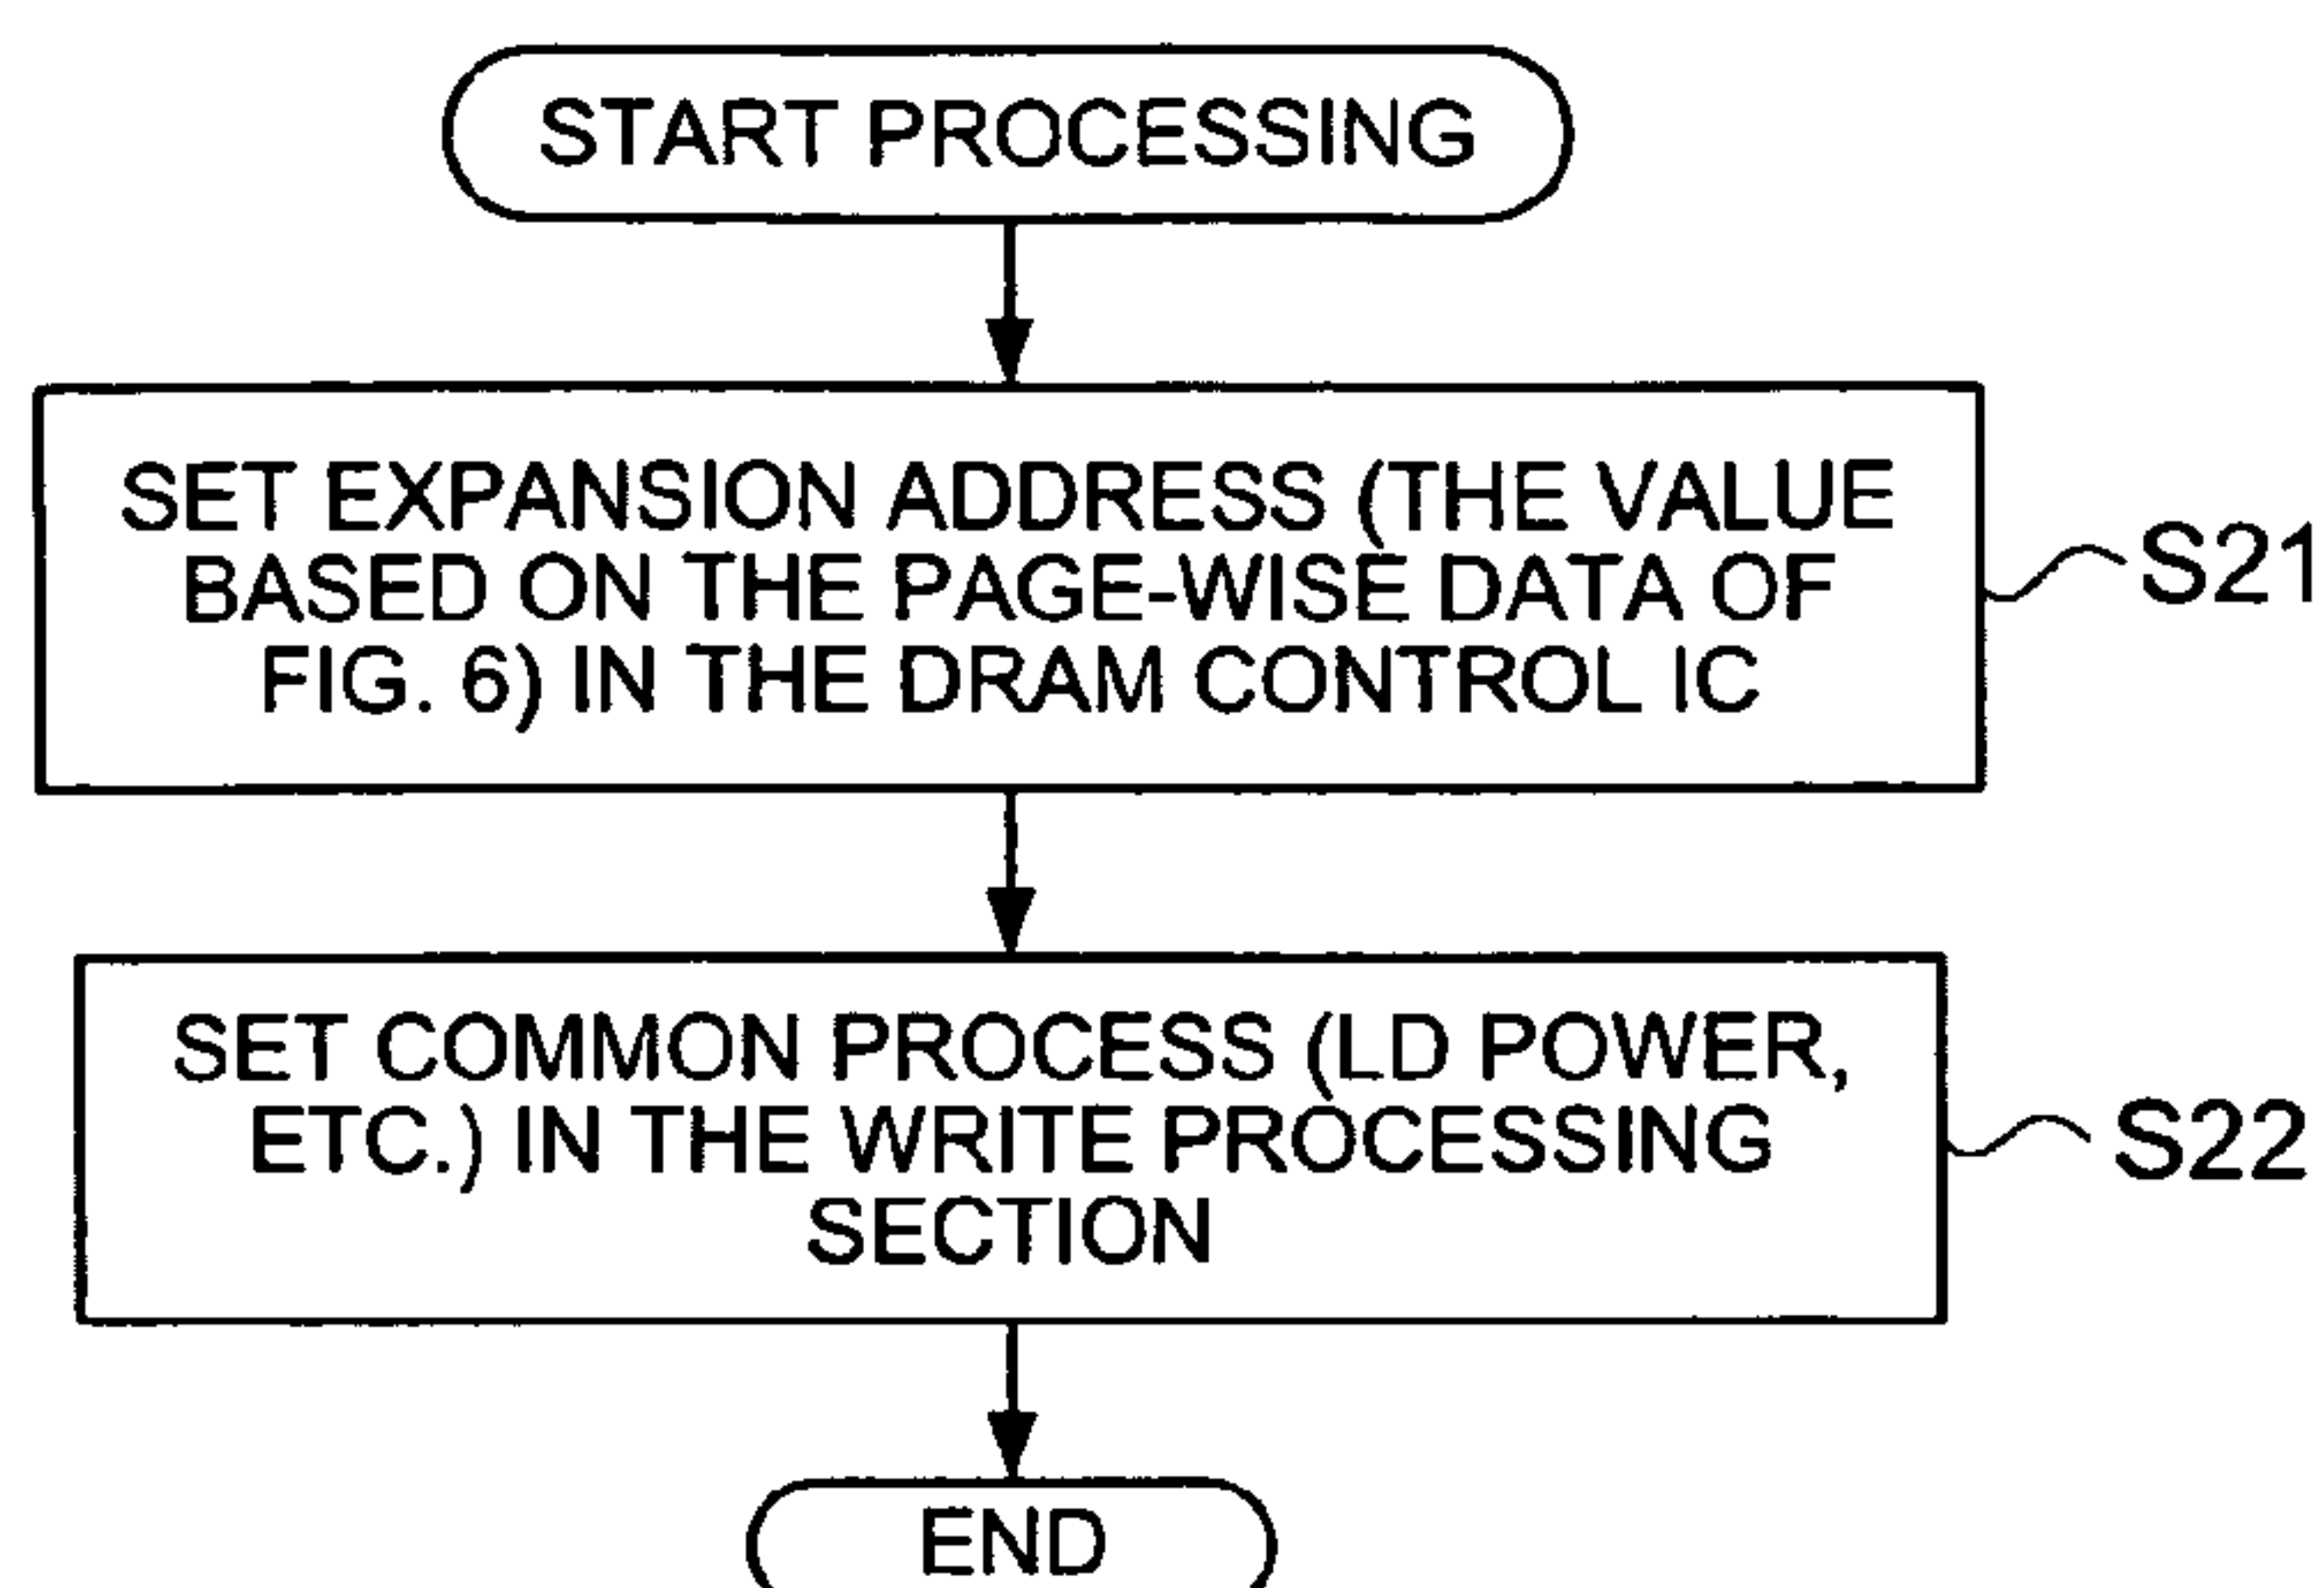 START PROCESSING
SET EXPANSION ADDRESS (THE VALUE
BASED ON THE PAGE-WISE DATA OF
FIG. 6) IN THE DRAM CONTROL IC
S21
SET COMMON PROCESS (LD POWER,
ETC.) IN THE WRITE PROCESSING
SECTION
S22
END